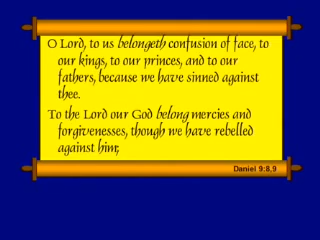 O Lord, to us belongeth confusion of face, to
our kings, to our princes, and to our
fathers, because we have sinned against
thee.
To the Lord our God belong mercies and
forgivenesses, though we have rebelled
against him;
Daniel 9:8,9